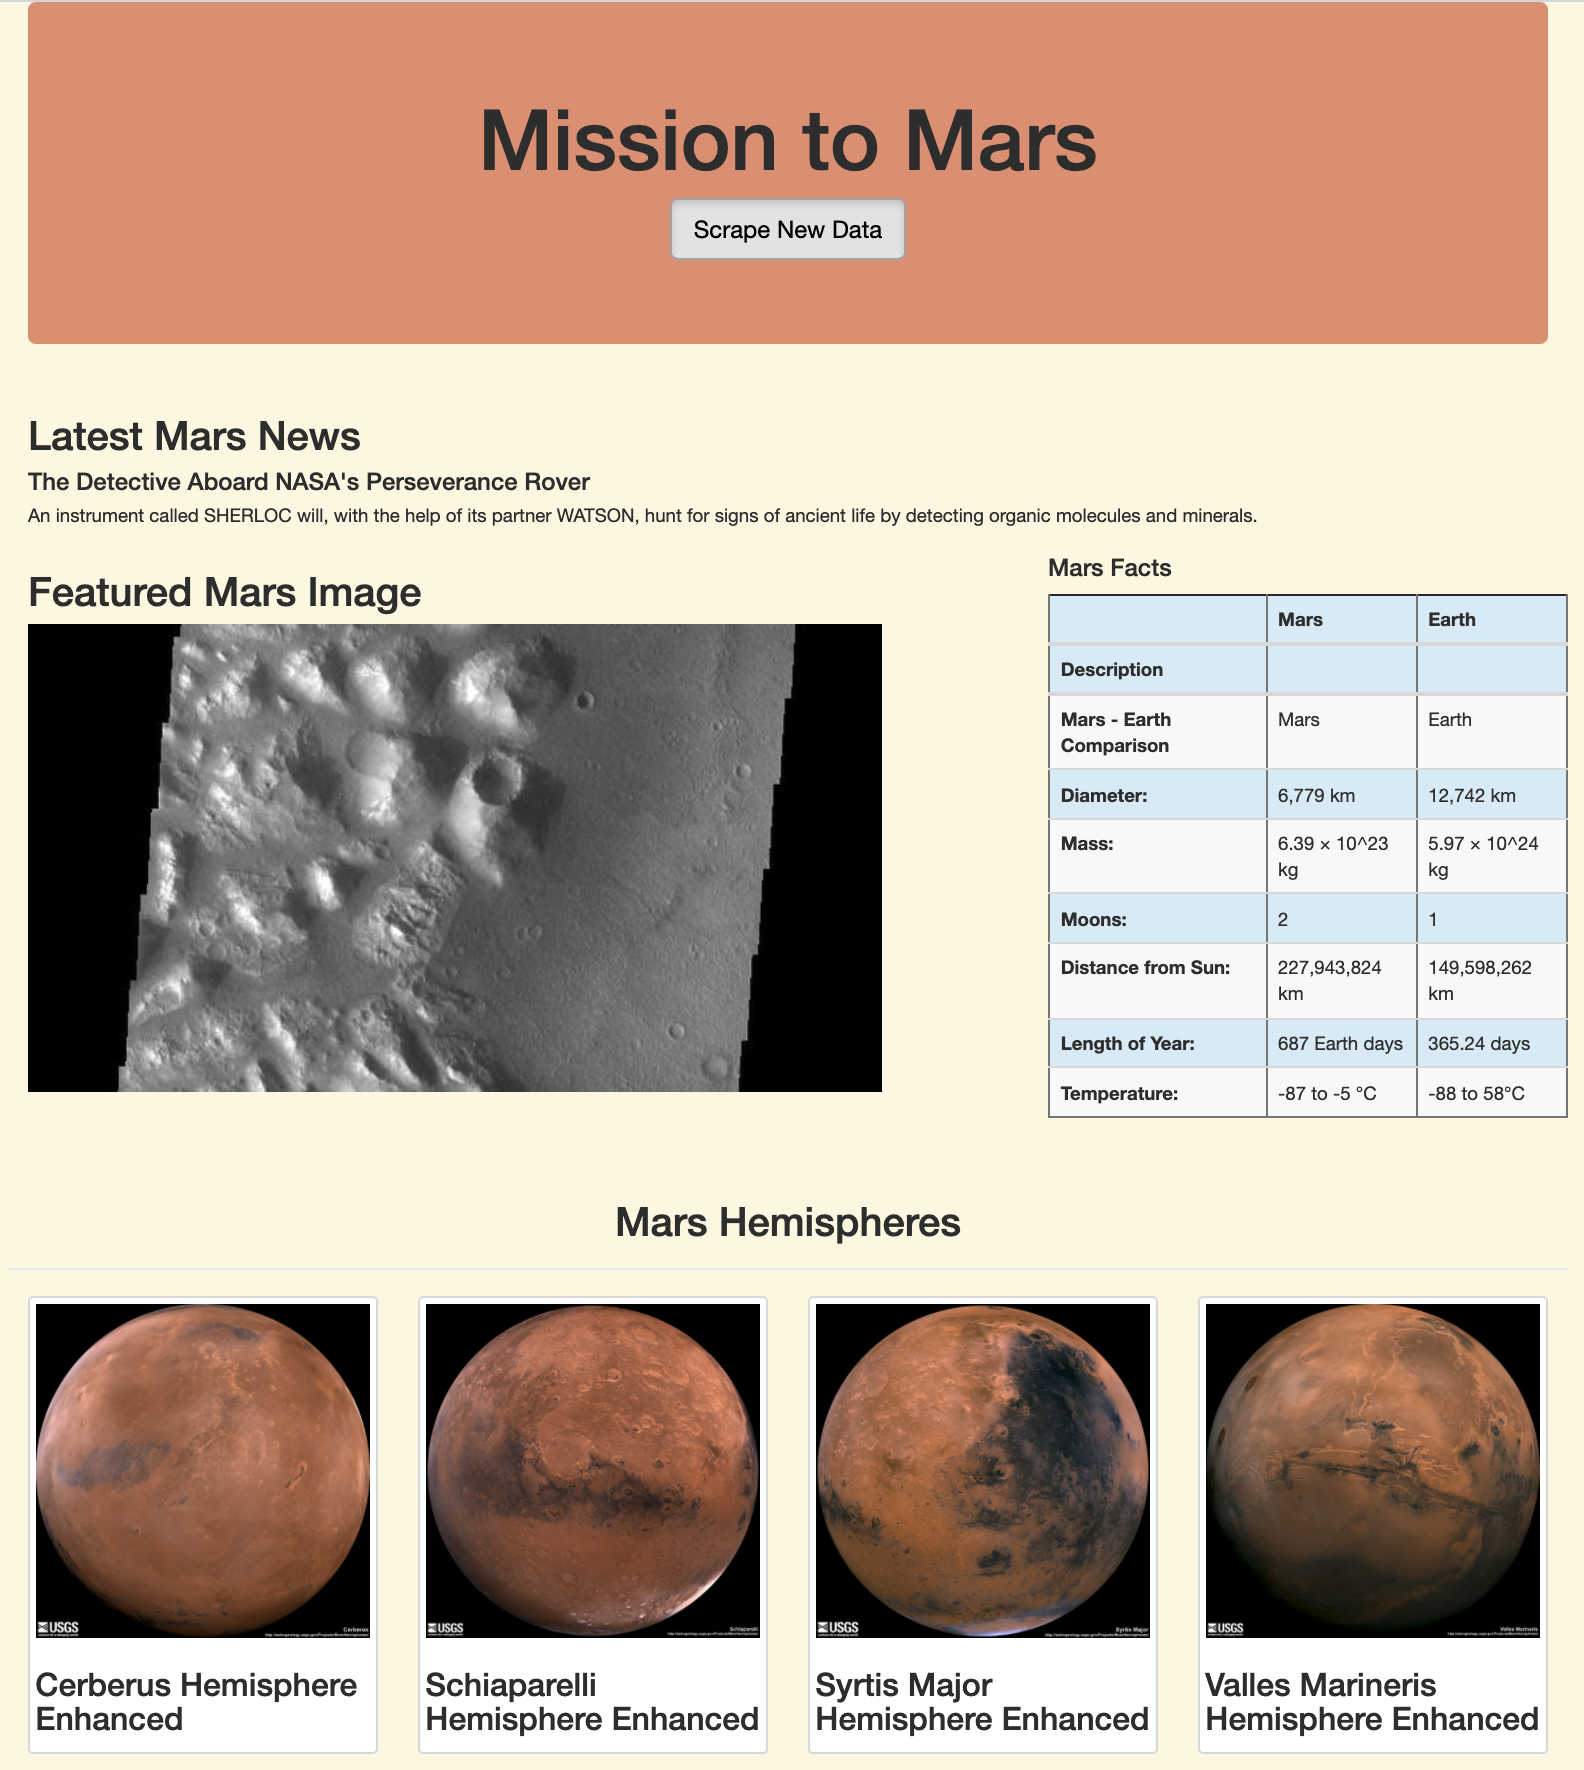 Mission to Mars
Scrape New Data
Latest Mars News
The Detective Aboard NASA's Perseverance Rover
An instrument called SHERLOC will, with the help of its partner WATSON, hunt for signs of ancient life by detecting organic molecules and minerals.
Featured Mars Image
Mars Facts
Mars Earth
Description
Mars - Earth Comparison Mars Earth
Diameter: 6,779 km 12,742 km
Mass: 6.39 × 10^23 kg 5.97 × 10^24 kg
Moons: 2 1
Distance from Sun: 227,943,824 km 149,598,262 km
Length of Year: 687 Earth days 365.24 days
Temperature: -87 to -5 °C -88 to 58°C
Mars Hemispheres
USGS
Cerberus
Cerberus Hemisphere
Enhanced
USGS
Schiaparelli
Schiaparelli
Hemisphere Enhanced
USGS
Syrtis Major
Syrtis Major
Hemisphere Enhanced
USGS
Valles Marineris
Valles Marineris
Hemisphere Enhanced